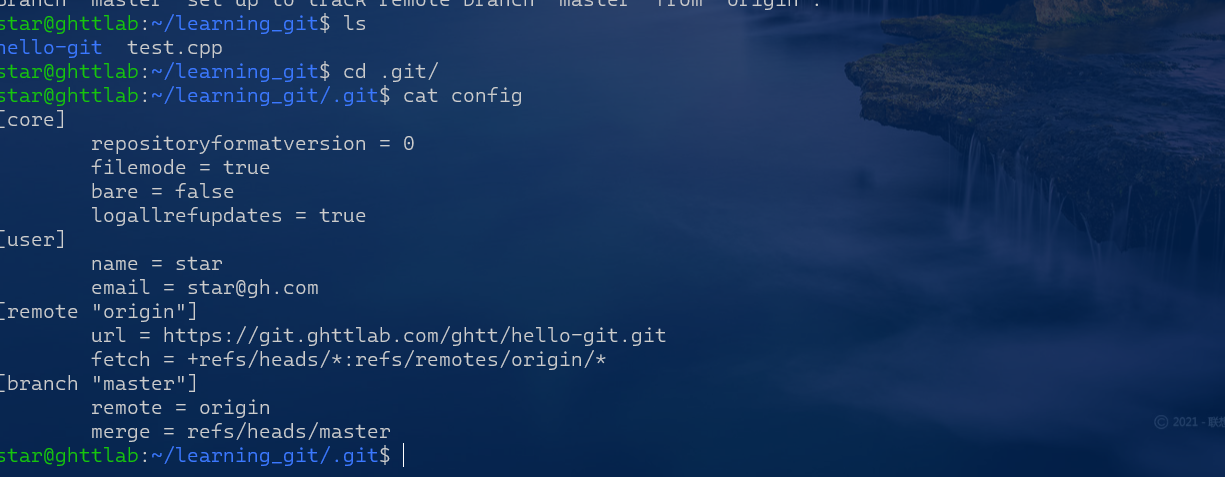 branch 'master' set up to track remote branch 'master' from 'origin'.
star@ghttlab:~/learning_git$ ls
hello-git  test.cpp
star@ghttlab:~/learning_git$ cd .git/
star@ghttlab:~/learning_git/.git$ cat config
[core]
        repositoryformatversion = 0
        filemode = true
        bare = false
        logallrefupdates = true
[user]
        name = star
        email = star@gh.com
[remote "origin"]
        url = https://git.ghttlab.com/ghtt/hello-git.git
        fetch = +refs/heads/*:refs/remotes/origin/*
[branch "master"]
        remote = origin
        merge = refs/heads/master
© 2021 - 联
star@ghttlab:~/learning_git/.git$